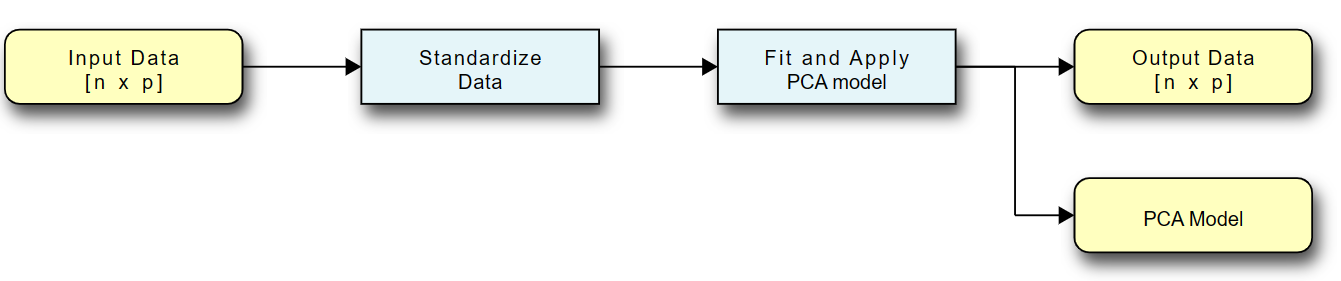 Input Data
[n x p]
Standardize
Data
Fit and Apply
PCA model
Output Data
[n x p]
PCA Model